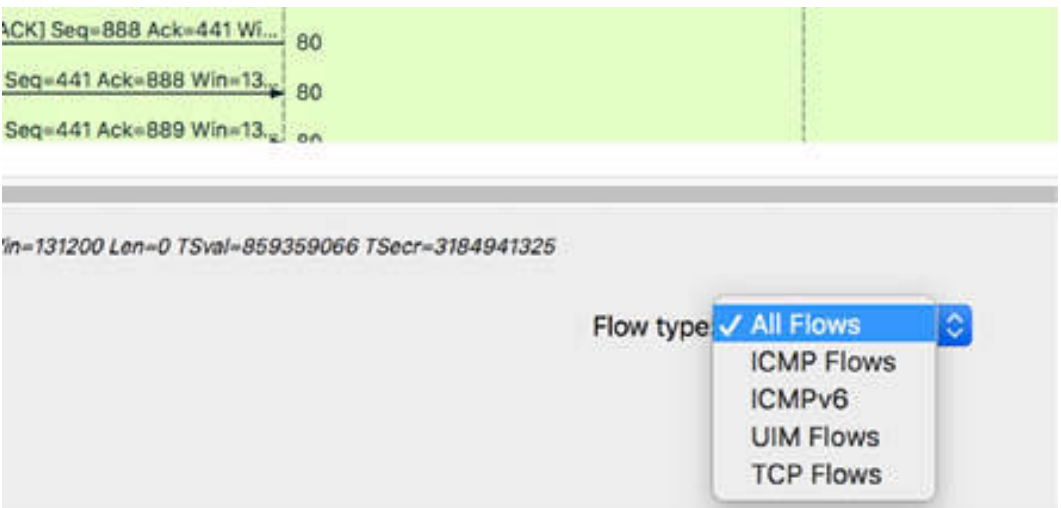 ACK] Seq=888 Ack=441 Wi... 80
Seq=441 Ack=888 Win=13... 80
Seq=441 Ack=889 Win=13... 80
Win=131200 Len=0 TSval=859359066 TSecr=3184941325
Flow type ✓ All Flows
ICMP Flows
ICMPv6
UIM Flows
TCP Flows